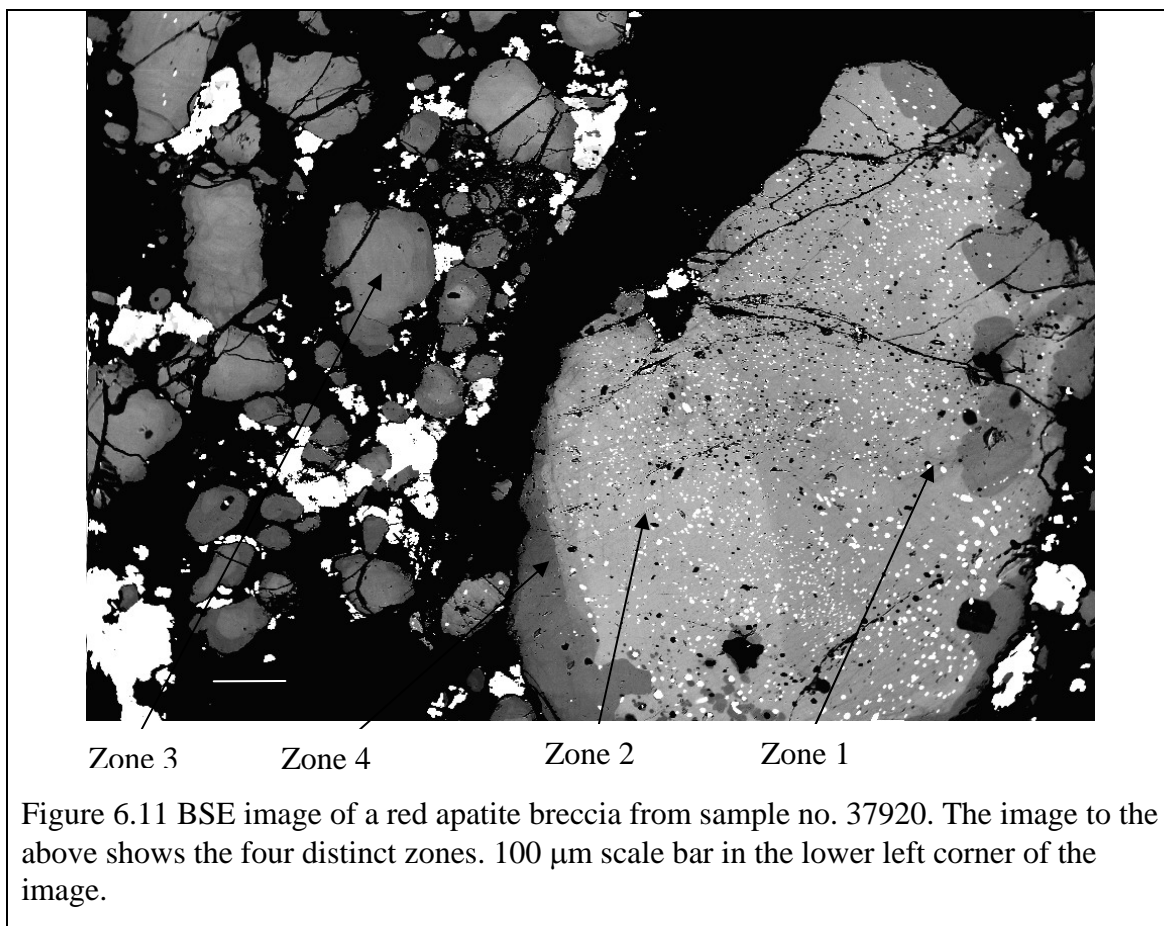 Zone 3 Zone 4 Zone 2 Zone 1
Figure 6.11 BSE image of a red apatite breccia from sample no. 37920. The image to the
above shows the four distinct zones. 100 μm scale bar in the lower left corner of the
image.